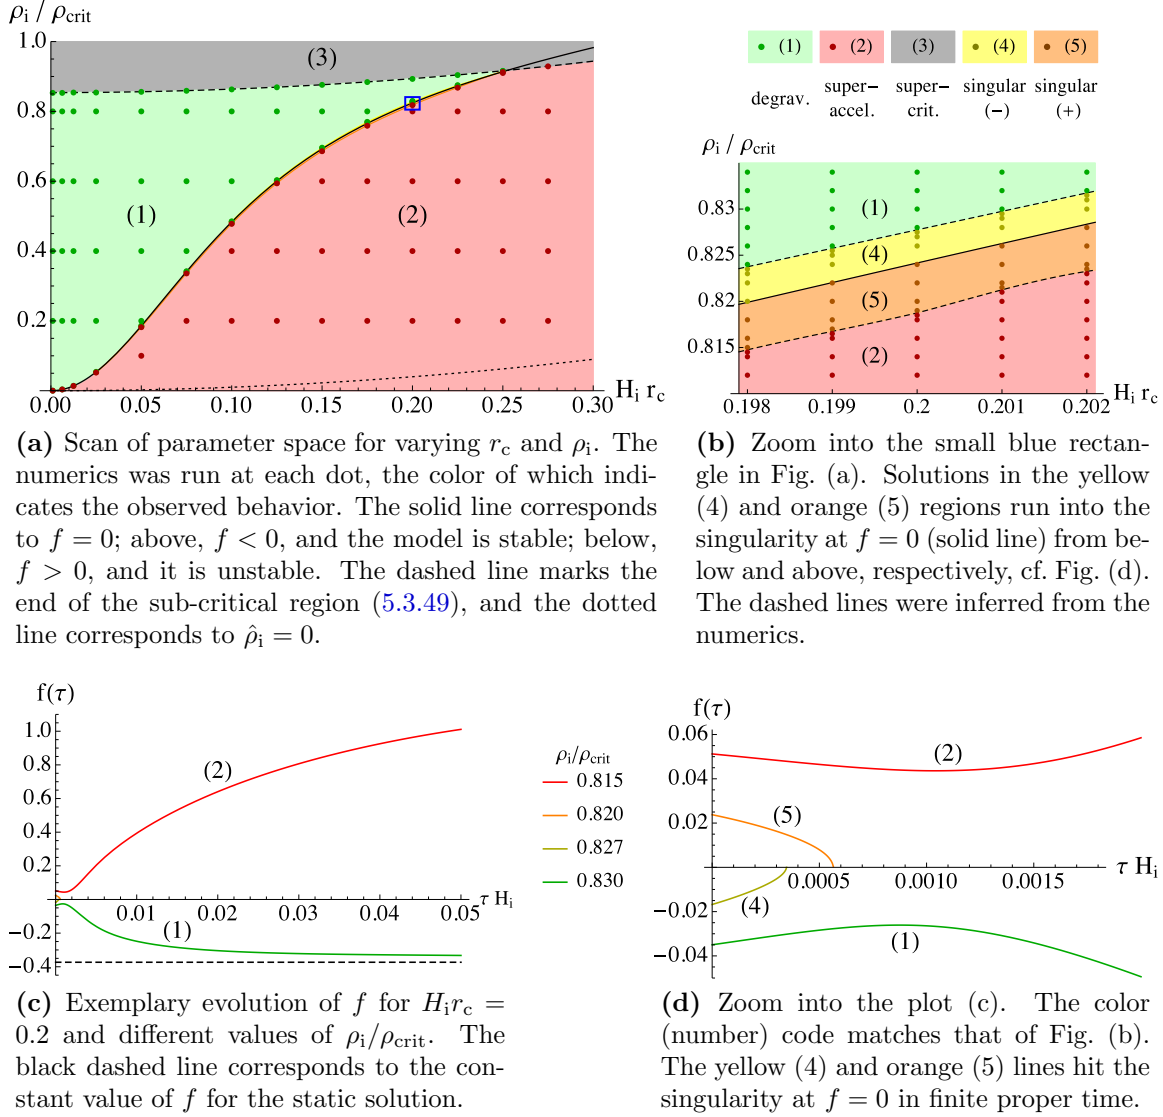 ρi / ρcrit
1.0
0.8
0.6
0.4
0.2
(3)
(1)
(2)
0.00 0.05 0.10 0.15 0.20 0.25 0.30
Hi rc
(a) Scan of parameter space for varying rc and ρi. The
numerics was run at each dot, the color of which indi-
cates the observed behavior. The solid line corresponds
to f = 0; above, f < 0, and the model is stable; below,
f > 0, and it is unstable. The dashed line marks the
end of the sub-critical region (5.3.49), and the dotted
line corresponds to ρ̂i = 0.
(1) (2) (3) (4) (5)
degrav. super- super- singular singular
accel. crit. (−) (+)
ρi / ρcrit
0.83
0.825
0.82
0.815
(1)
(4)
(5)
(2)
0.198 0.199 0.2 0.201 0.202
Hi rc
(b) Zoom into the small blue rectan-
gle in Fig. (a). Solutions in the yellow
(4) and orange (5) regions run into the
singularity at f = 0 (solid line) from be-
low and above, respectively, cf. Fig. (d).
The dashed lines were inferred from the
numerics.
f(τ)
1.0
0.8
0.6
0.4
0.2
−0.2
−0.4
(2)
(1)
0.01 0.02 0.03 0.04 0.05
τ Hi
ρi/ρcrit
0.815
0.820
0.827
0.830
(c) Exemplary evolution of f for Hirc =
0.2 and different values of ρi/ρcrit. The
black dashed line corresponds to the con-
stant value of f for the static solution.
f(τ)
0.06
0.04
0.02
−0.02
−0.04
(2)
(5)
(4)
(1)
0.0005 0.0010 0.0015
τ Hi
(d) Zoom into the plot (c). The color
(number) code matches that of Fig. (b).
The yellow (4) and orange (5) lines hit the
singularity at f = 0 in finite proper time.